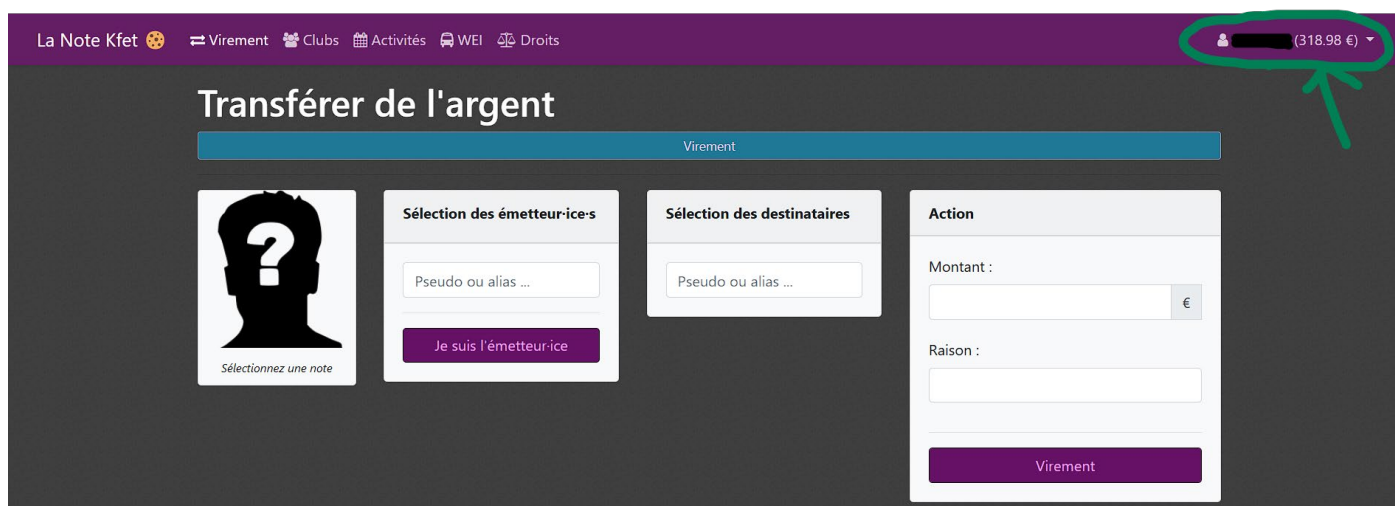 La Note Kfet Virement Clubs Activités WEI Droits (318.98 €)
Transférer de l'argent
Virement
Sélectionnez une note
Sélection des émetteur·ice·s
Pseudo ou alias ...
Je suis l'émetteur·ice
Sélection des destinataires
Pseudo ou alias ...
Action
Montant :
€
Raison :
Virement